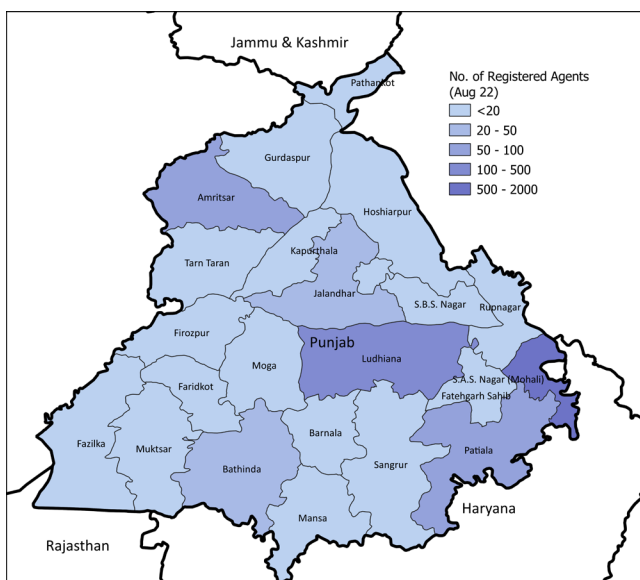 Jammu & Kashmir
No. of Registered Agents
(Aug 22)
<20
20 - 50
50 - 100
100 - 500
500 - 2000
Pathankot
Gurdaspur
Amritsar
Hoshiarpur
Kapurthala
Tarn Taran
Jalandhar
S.B.S. Nagar
Rupnagar
Firozpur
Punjab
Ludhiana
Moga
S.A.S. Nagar (Mohali)
Faridkot
Fatehgarh Sahib
Barnala
Fazilka
Muktsar
Patiala
Bathinda
Sangrur
Mansa
Haryana
Rajasthan